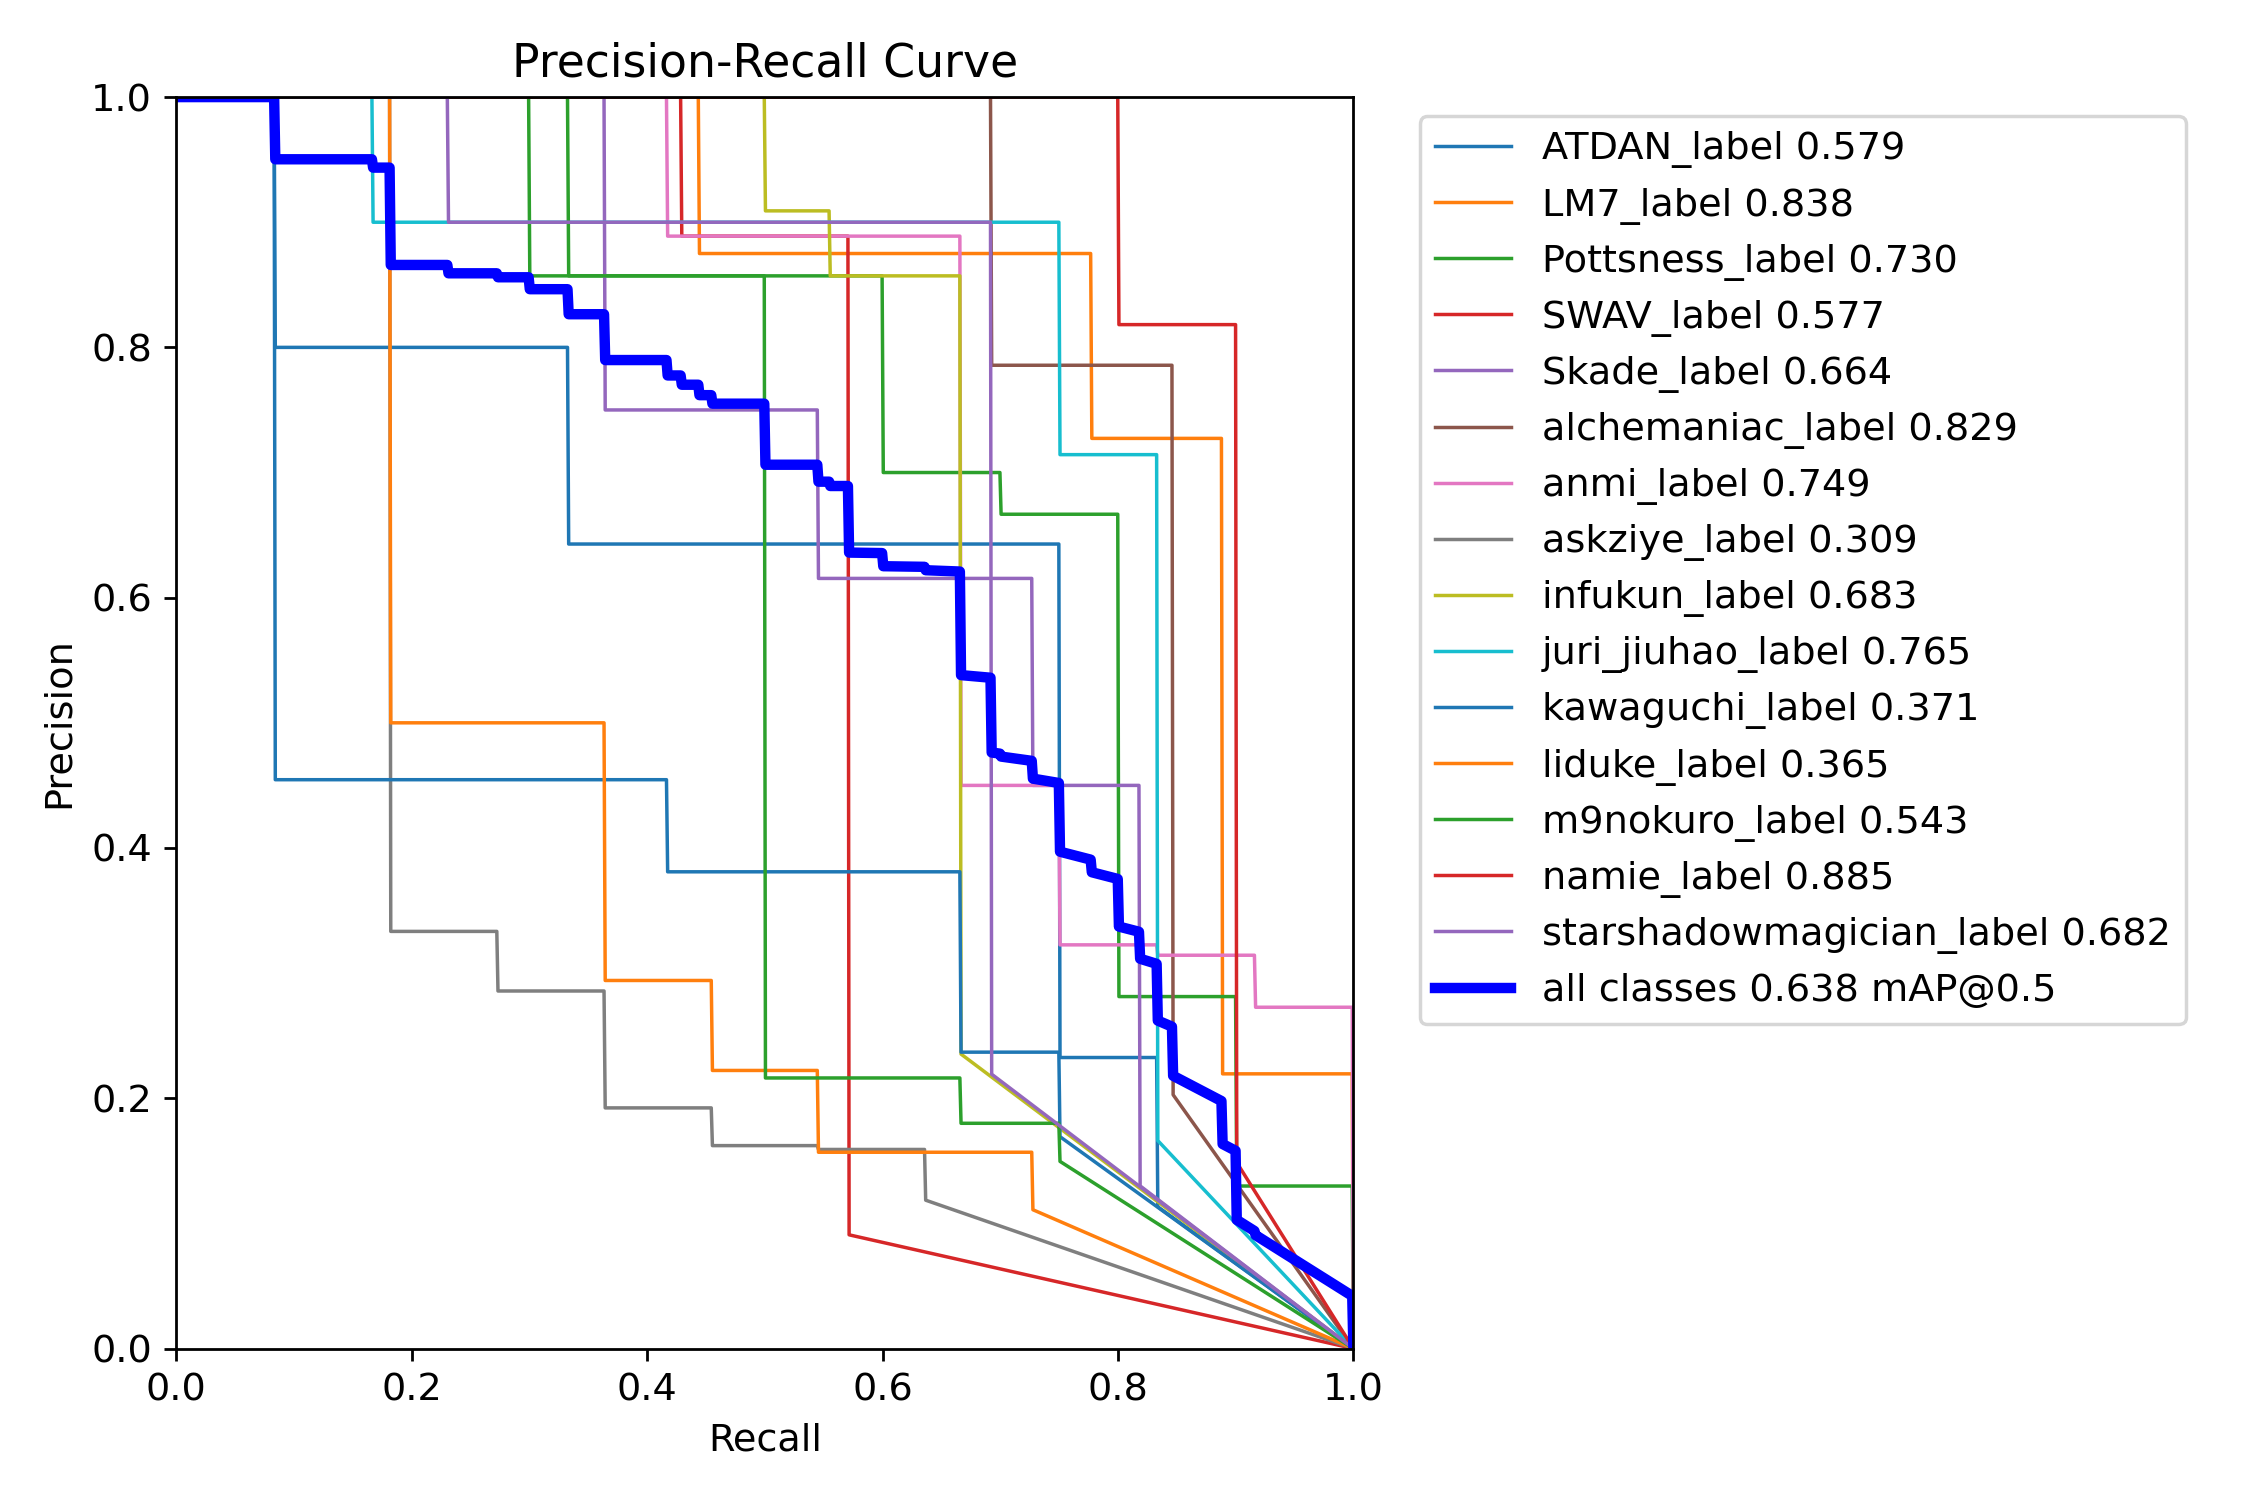 Precision-Recall Curve
1.0
0.8
0.6
0.4
0.2
0.0
Precision
0.0 0.2 0.4 0.6 0.8 1.0
Recall
ATDAN_label 0.579
LM7_label 0.838
Pottsness_label 0.730
SWAV_label 0.577
Skade_label 0.664
alchemaniac_label 0.829
anmi_label 0.749
askziye_label 0.309
infukun_label 0.683
juri_jiuhao_label 0.765
kawaguchi_label 0.371
liduke_label 0.365
m9nokuro_label 0.543
namie_label 0.885
starshadowmagician_label 0.682
all classes 0.638 mAP@0.5